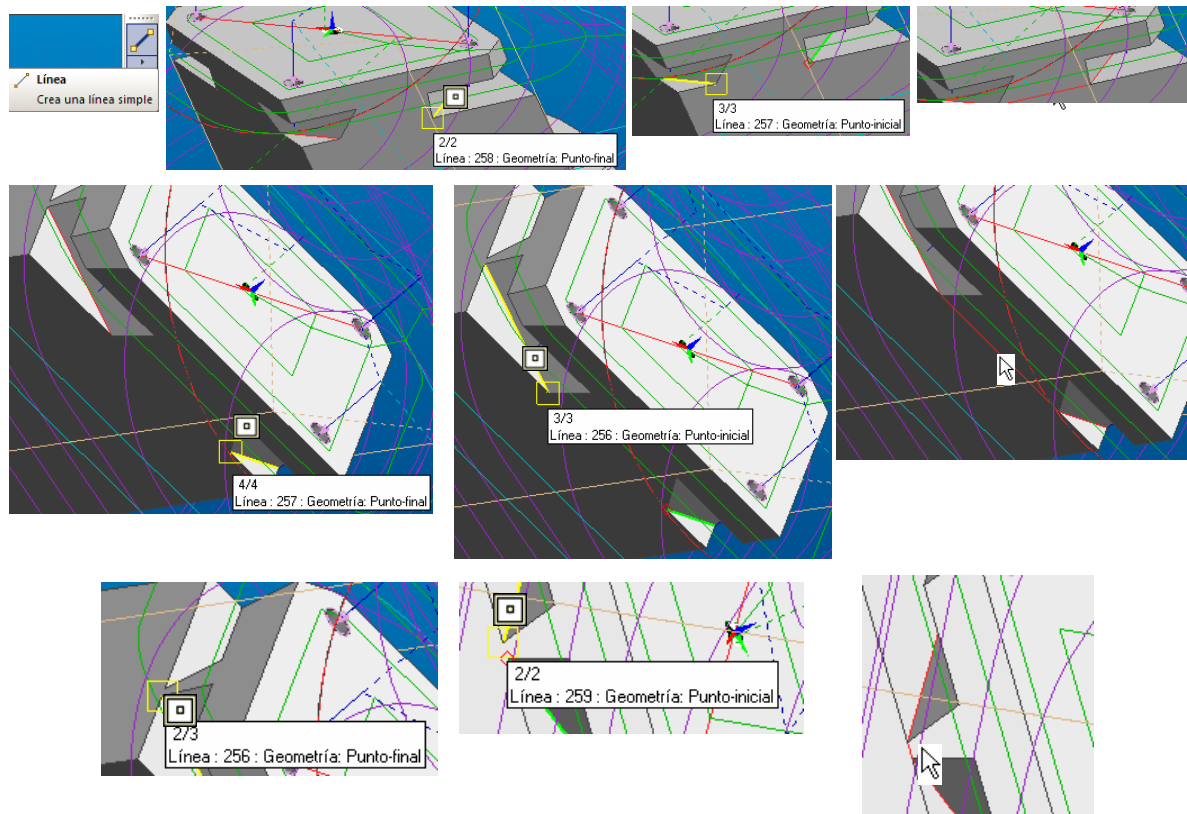 Línea
Crea una línea simple
2/2
Línea : 258 : Geometría: Punto-final
3/3
Línea : 257 : Geometría: Punto-inicial
4/4
Línea : 257 : Geometría: Punto-final
3/3
Línea : 256 : Geometría: Punto-inicial
2/3
Línea : 256 : Geometría: Punto-final
2/2
Línea : 259 : Geometría: Punto-inicial